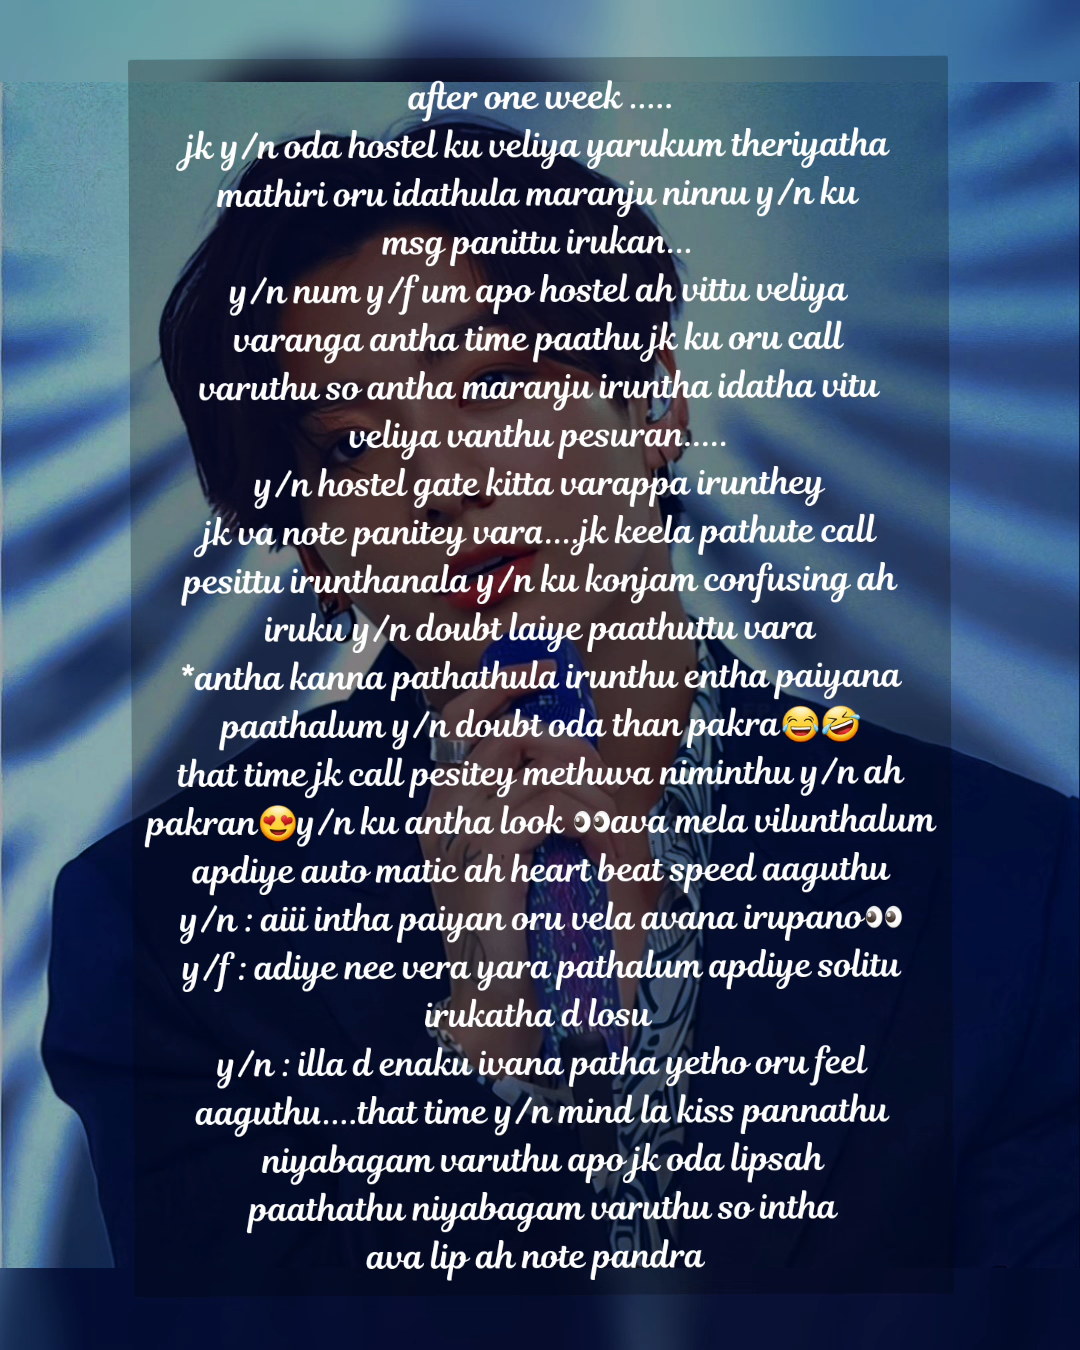 after one week .....
jk y/n oda hostel ku veliya yarukum theriyatha
mathiri oru idathula maranju ninnu y/n ku
msg panittu irukan...
y/n num y/f um apo hostel ah vittu veliya
varanga antha time paathu jk ku oru call
varuthu so antha maranju iruntha idatha vitu
veliya vanthu pesuran.....
y/n hostel gate kitta varappa irunthey
jk va note panitey vara....jk keela pathute call
pesittu irunthanala y/n ku konjam confusing ah
iruku y/n doubt laiye paathuttu vara
*antha kanna pathathula irunthu entha paiyana
paathalum y/n doubt oda than pakra😂🤣
that time jk call pesitey methuva niminthu y/n ah
pakran😍y/n ku antha look 👀ava mela vilunthalum
apdiye auto matic ah heart beat speed aaguthu
y/n : aiii intha paiyan oru vela avana irupano👀
y/f : adiye nee vera yara pathalum apdiye solitu
irukatha d losu
y/n : illa d enaku ivana patha yetho oru feel
aaguthu....that time y/n mind la kiss pannathu
niyabagam varuthu apo jk oda lipsah
paathathu niyabagam varuthu so intha
ava lip ah note pandra